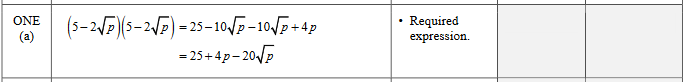 ONE
(a)
(5−2√p)(5−2√p) = 25−10√p−10√p+4p
= 25+4p−20√p
• Required
expression.